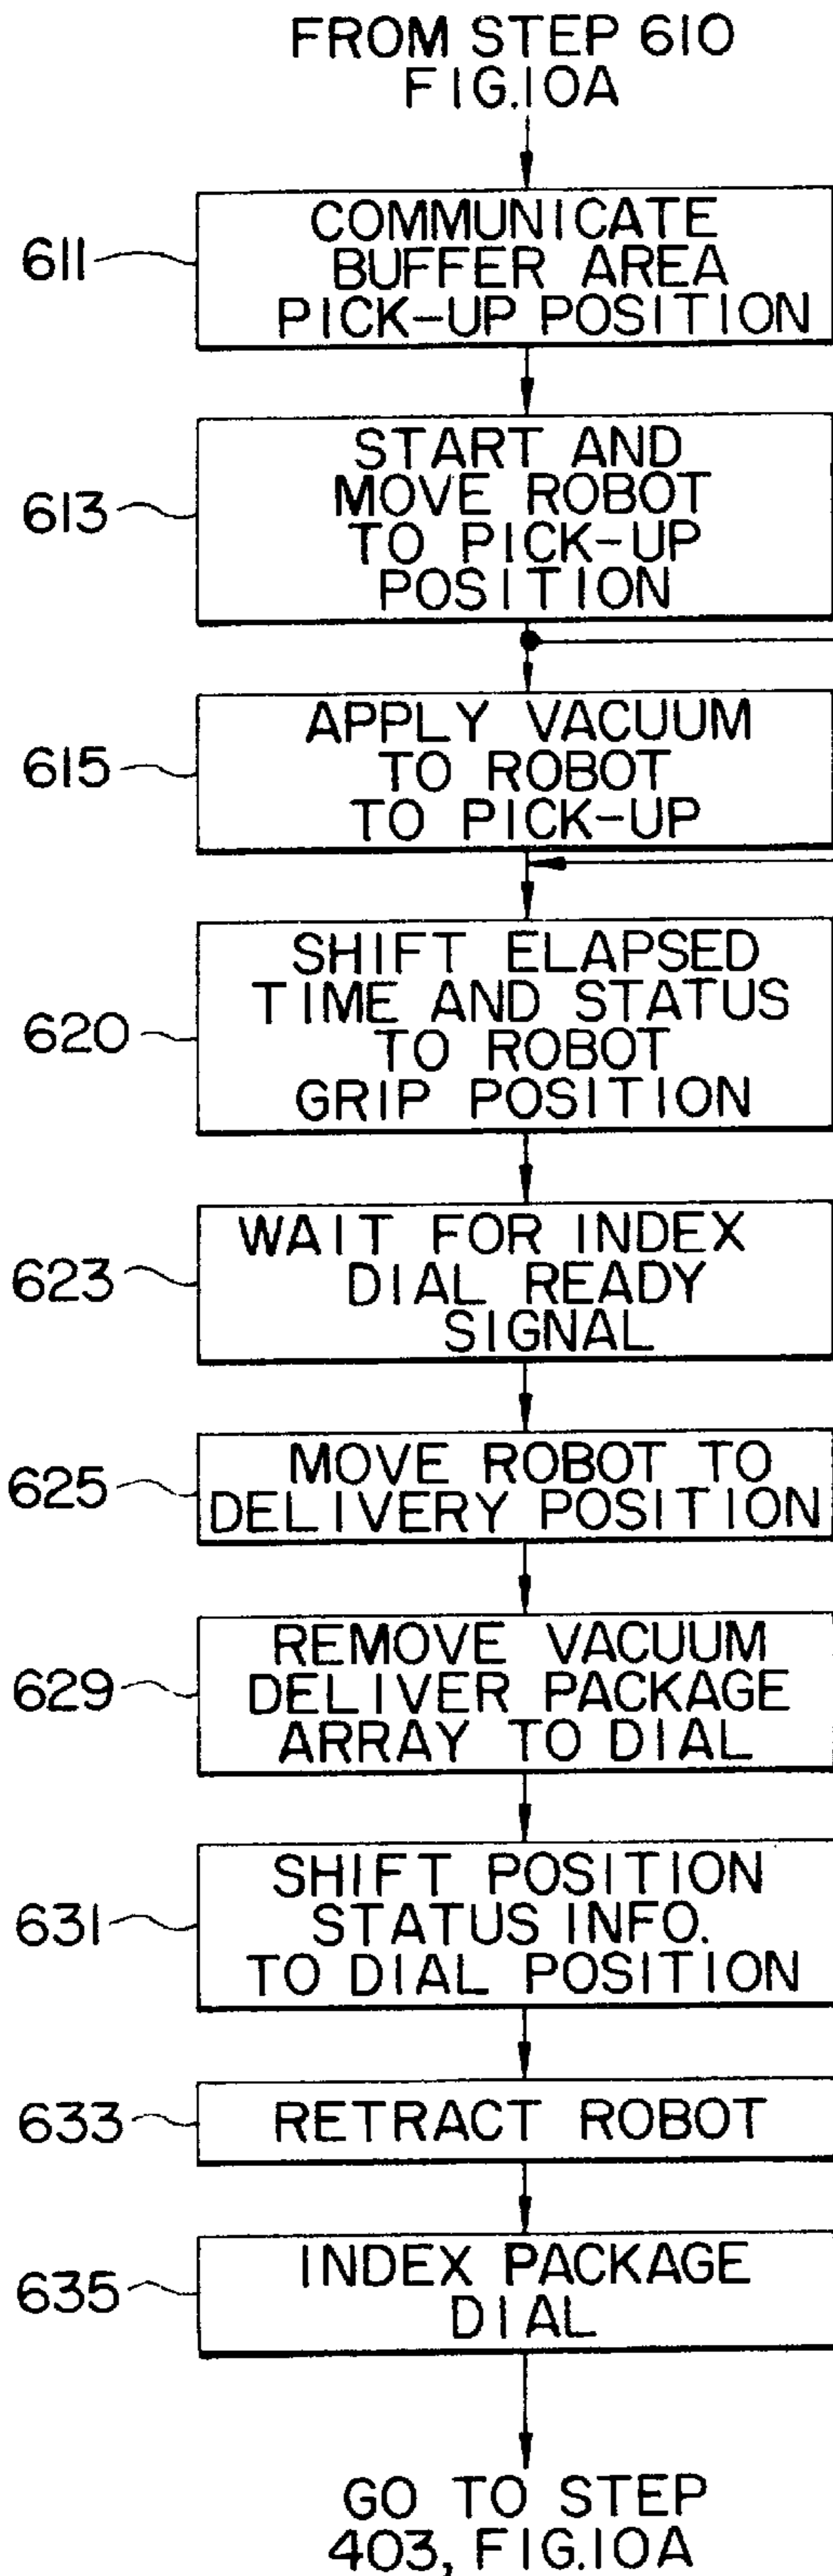 FROM STEP 610
FIG.10A
611
COMMUNICATE
BUFFER AREA
PICK-UP POSITION
613
START AND
MOVE ROBOT
TO PICK-UP
POSITION
615
APPLY VACUUM
TO ROBOT
TO PICK-UP
620
SHIFT ELAPSED
TIME AND STATUS
TO ROBOT
GRIP POSITION
623
WAIT FOR INDEX
DIAL READY
SIGNAL
625
MOVE ROBOT TO
DELIVERY POSITION
629
REMOVE VACUUM
DELIVER PACKAGE
ARRAY TO DIAL
631
SHIFT POSITION
STATUS INFO.
TO DIAL POSITION
633
RETRACT ROBOT
635
INDEX PACKAGE
DIAL
GO TO STEP
403, FIG.10A